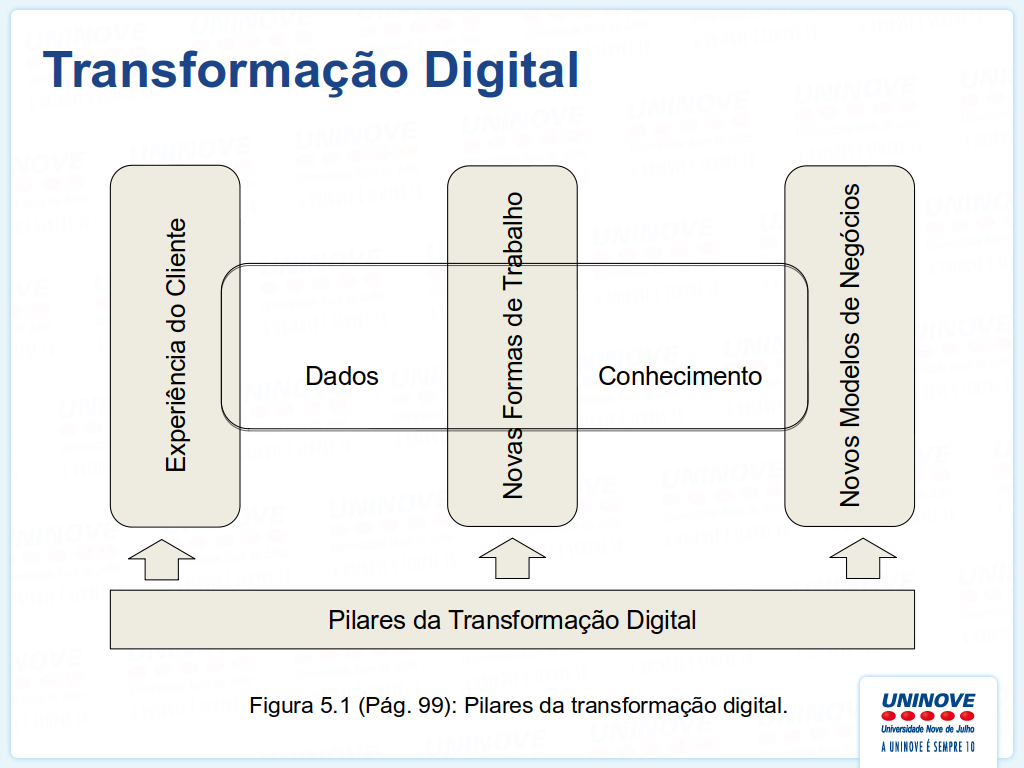 Transformação Digital
Experiência do Cliente
Novas Formas de Trabalho
Novos Modelos de Negócios
Dados
Conhecimento
Pilares da Transformação Digital
Figura 5.1 (Pág. 99): Pilares da transformação digital.
UNINOVE
Universidade Nove de Julho
A UNINOVE É SEMPRE 10